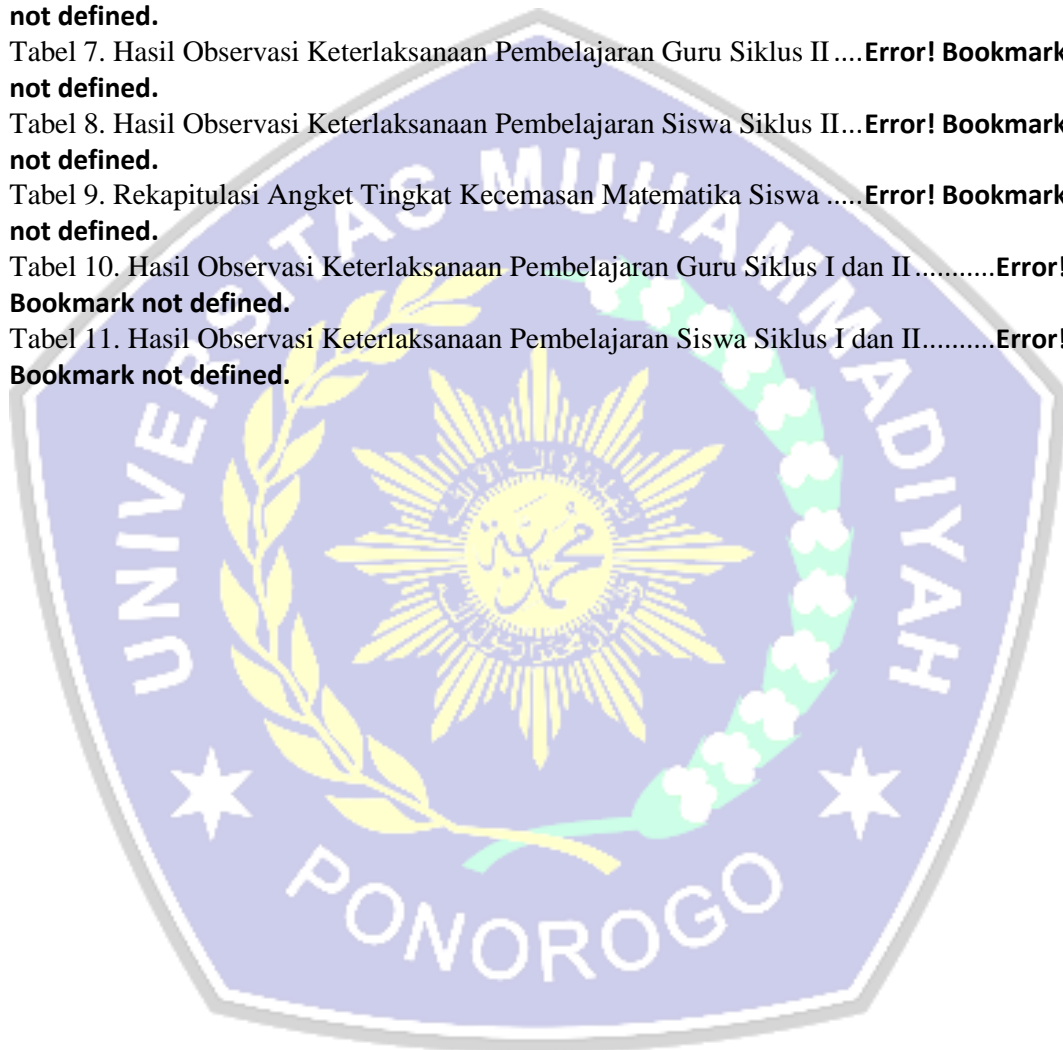 not defined.
Tabel 7. Hasil Observasi Keterlaksanaan Pembelajaran Guru Siklus II ....Error! Bookmark
not defined.
Tabel 8. Hasil Observasi Keterlaksanaan Pembelajaran Siswa Siklus II...Error! Bookmark
not defined.
Tabel 9. Rekapitulasi Angket Tingkat Kecemasan Matematika Siswa .....Error! Bookmark
not defined.
Tabel 10. Hasil Observasi Keterlaksanaan Pembelajaran Guru Siklus I dan II...........Error!
Bookmark not defined.
Tabel 11. Hasil Observasi Keterlaksanaan Pembelajaran Siswa Siklus I dan II..........Error!
Bookmark not defined.
UNIVERSITAS MUHAMMADIYAH
PONOROGO